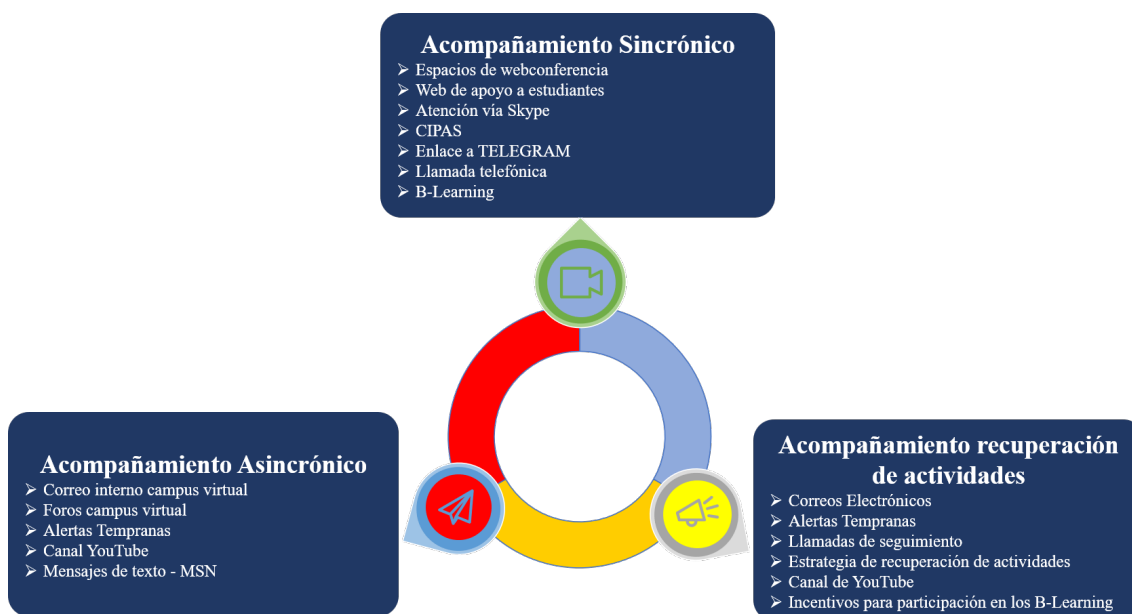 Acompañamiento Sincrónico
➢ Espacios de webconferencia
➢ Web de apoyo a estudiantes
➢ Atención vía Skype
➢ CIPAS
➢ Enlace a TELEGRAM
➢ Llamada telefónica
➢ B-Learning
Acompañamiento Asincrónico
➢ Correo interno campus virtual
➢ Foros campus virtual
➢ Alertas Tempranas
➢ Canal YouTube
➢ Mensajes de texto - MSN
Acompañamiento recuperación
de actividades
➢ Correos Electrónicos
➢ Alertas Tempranas
➢ Llamadas de seguimiento
➢ Estrategia de recuperación de actividades
➢ Canal de YouTube
➢ Incentivos para participación en los B-Learning